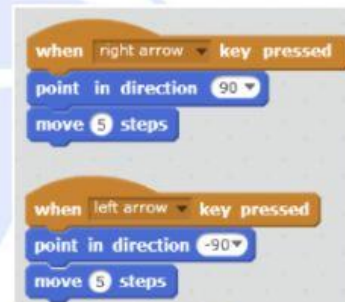 when right arrow key pressed
point in direction 90
move 5 steps
when left arrow key pressed
point in direction -90
move 5 steps